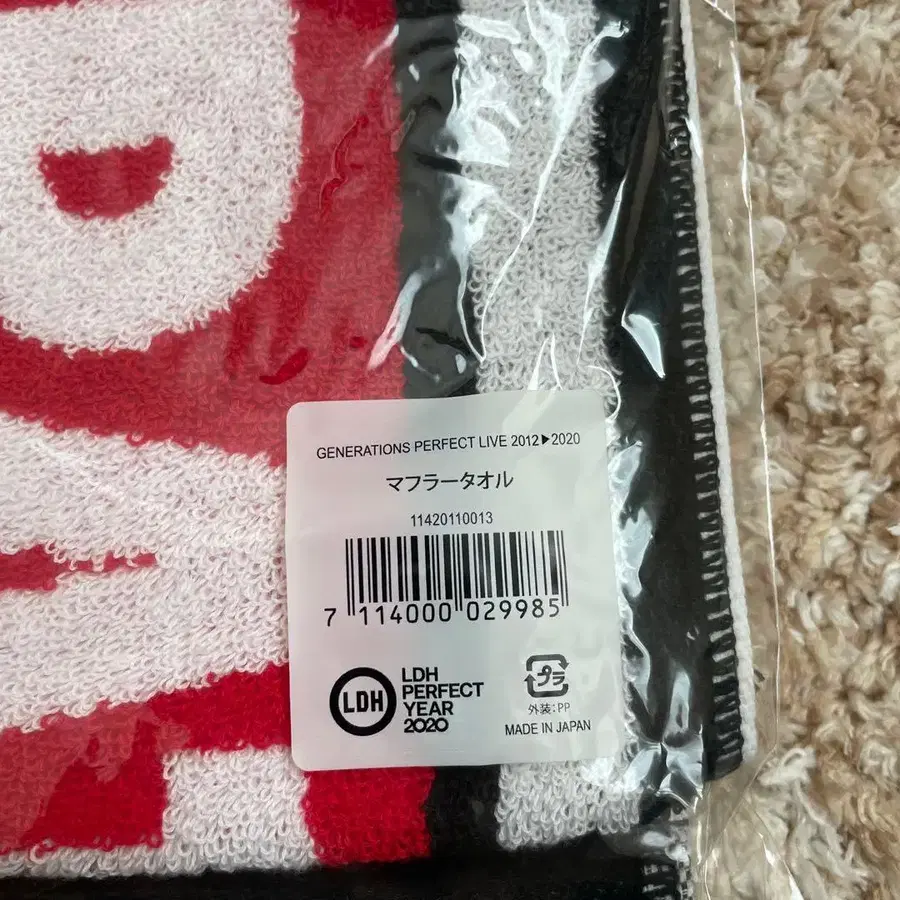 GENERATIONS PERFECT LIVE 2012▶2020
マフラータオル
11420110013
7 114000 029985
LDH
LDH
PERFECT
YEAR
2020
プラ
外装:PP
MADE IN JAPAN